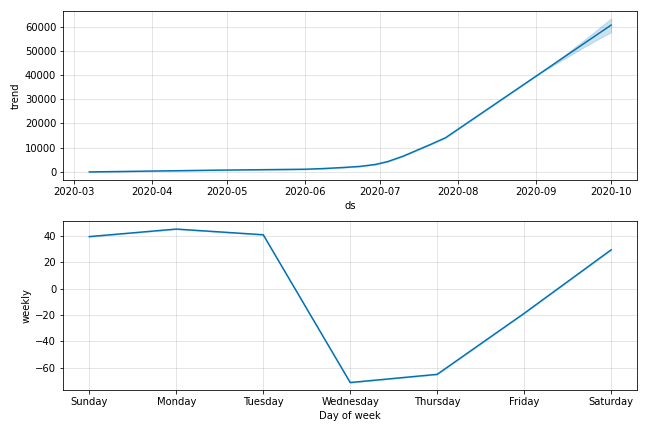 60000
50000
40000
30000
20000
10000
0
trend
2020-03 2020-04 2020-05 2020-06 2020-07 2020-08 2020-09 2020-10
ds
40
20
0
−20
−40
−60
weekly
Sunday Monday Tuesday Wednesday Thursday Friday Saturday
Day of week